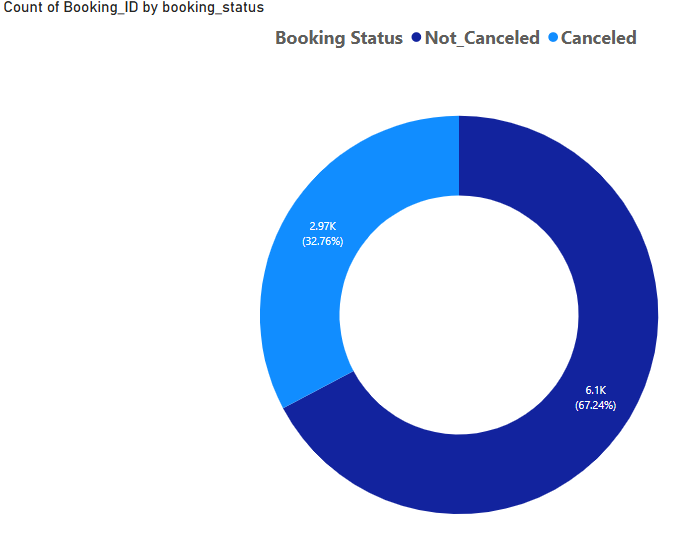 Count of Booking_ID by booking_status
Booking Status Not_Canceled Canceled
2.97K
(32.76%)
6.1K
(67.24%)